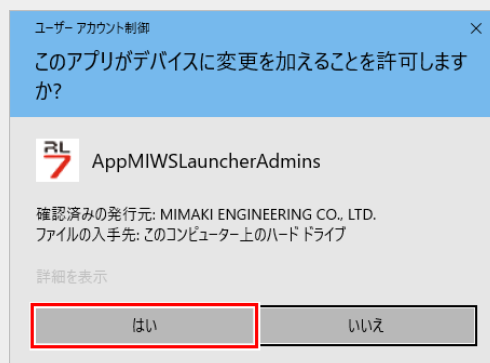 ユーザー アカウント制御
このアプリがデバイスに変更を加えることを許可します
か?
RL
7
AppMIWSLauncherAdmins
確認済みの発行元: MIMAKI ENGINEERING CO., LTD.
ファイルの入手先: このコンピューター上のハード ドライブ
詳細を表示
はい
いいえ